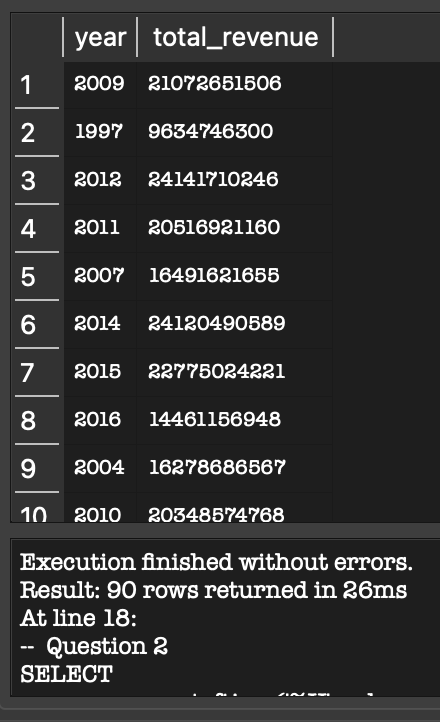 year total_revenue
1 2009 21072651506
2 1997 9634746300
3 2012 24141710246
4 2011 20516921160
5 2007 16491621655
6 2014 24120490589
7 2015 22775024221
8 2016 14461156948
9 2004 16278686567
10 2010 20348574768
Execution finished without errors.
Result: 90 rows returned in 26ms
At line 18:
-- Question 2
SELECT